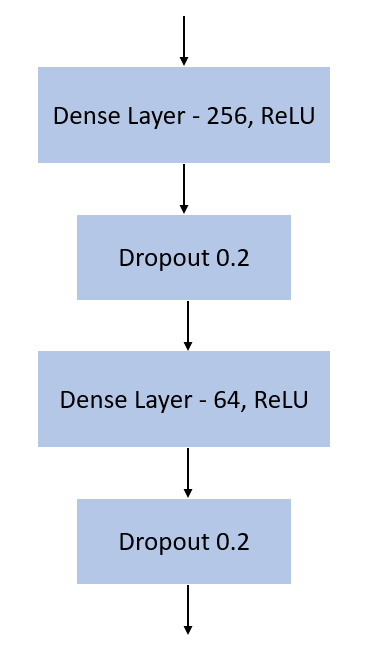 Dense Layer - 256, ReLU
Dropout 0.2
Dense Layer - 64, ReLU
Dropout 0.2